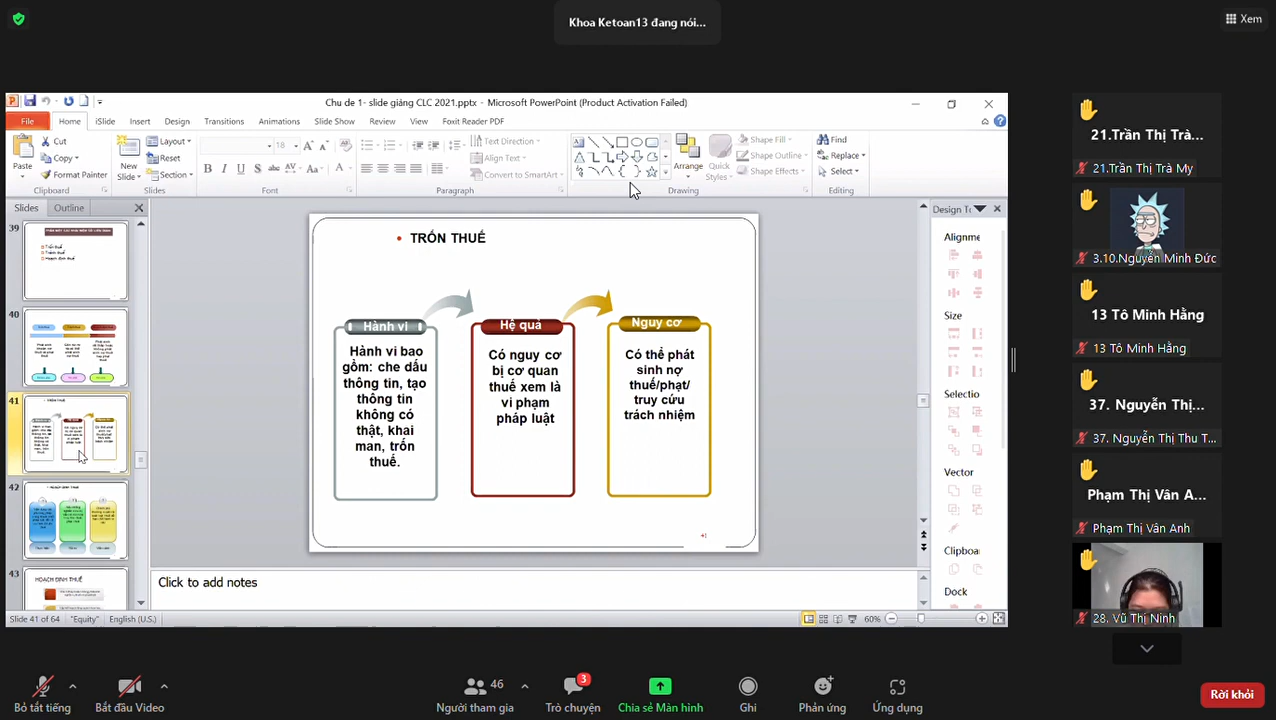 Khoa Ketoan13 đang nói...
Xem
Chu de 1- slide giảng CLC 2021.pptx - Microsoft PowerPoint (Product Activation Failed)
File Home iSlide Insert Design Transitions Animations Slide Show Review View Foxit Reader PDF
Paste
Cut
Copy
Format Painter
Clipboard
New Slide
Layout
Reset
Section
Slides
18
Font
Text Direction
Align Text
Convert to SmartArt
Paragraph
Arrange
Quick Styles
Shape Fill
Shape Outline
Shape Effects
Drawing
Find
Replace
Select
Editing
Slides Outline
39
40
41
42
43
HOẠCH ĐỊNH THUẾ
• TRỐN THUẾ
Hành vi
Hành vi bao
gồm: che dấu
thông tin, tạo
thông tin
không có
thật, khai
man, trốn
thuế.
Hệ quả
Có nguy cơ
bị cơ quan
thuế xem là
vi phạm
pháp luật
Nguy cơ
Có thể phát
sinh nợ
thuế/phạt/
truy cứu
trách nhiệm
41
Click to add notes
Design To
Alignme
Size
Selectio
Vector
Clipboa
Dock
Slide 41 of 64 "Equity" English (U.S.)
60%
21.Trần Thị Trà...
21.Trần Thị Trà My
3.10.Nguyễn Minh Đức
13 Tô Minh Hằng
13 Tô Minh Hằng
37. Nguyễn Thị...
37. Nguyễn Thị Thu T...
Phạm Thị Vân A...
Phạm Thị Vân Anh
28. Vũ Thị Ninh
Bỏ tắt tiếng
Bắt đầu Video
46
Người tham gia
3
Trò chuyện
Chia sẻ Màn hình
Ghi
Phản ứng
Ứng dụng
Rời khỏi